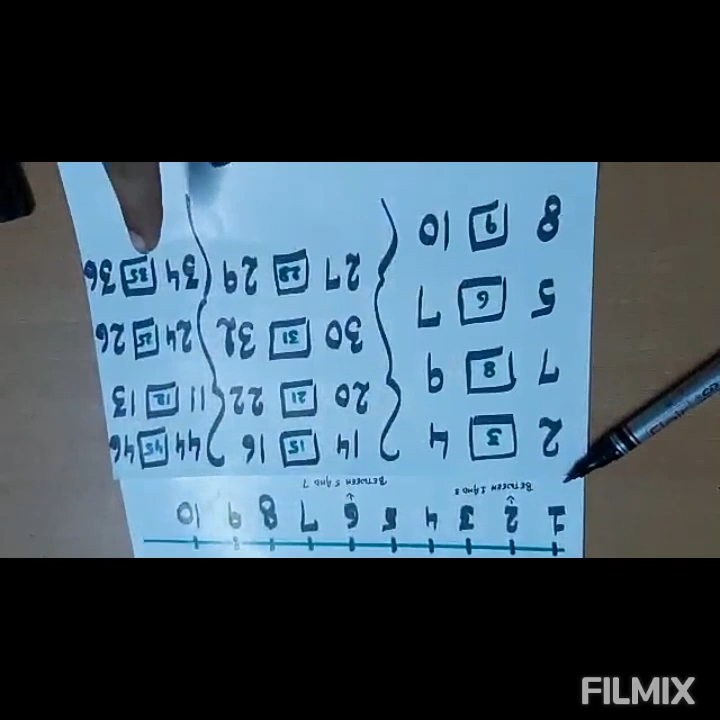 1 2 3 4 5 6 7 8 9 10
BETWEEN 1 AND 3 BETWEEN 5 AND 7
2 3 4 14 15 16 44 45 46
7 8 9 20 21 22 11 12 13
5 6 7 30 31 32 24 25 26
8 9 10 27 28 29 34 35 36
FILMIX